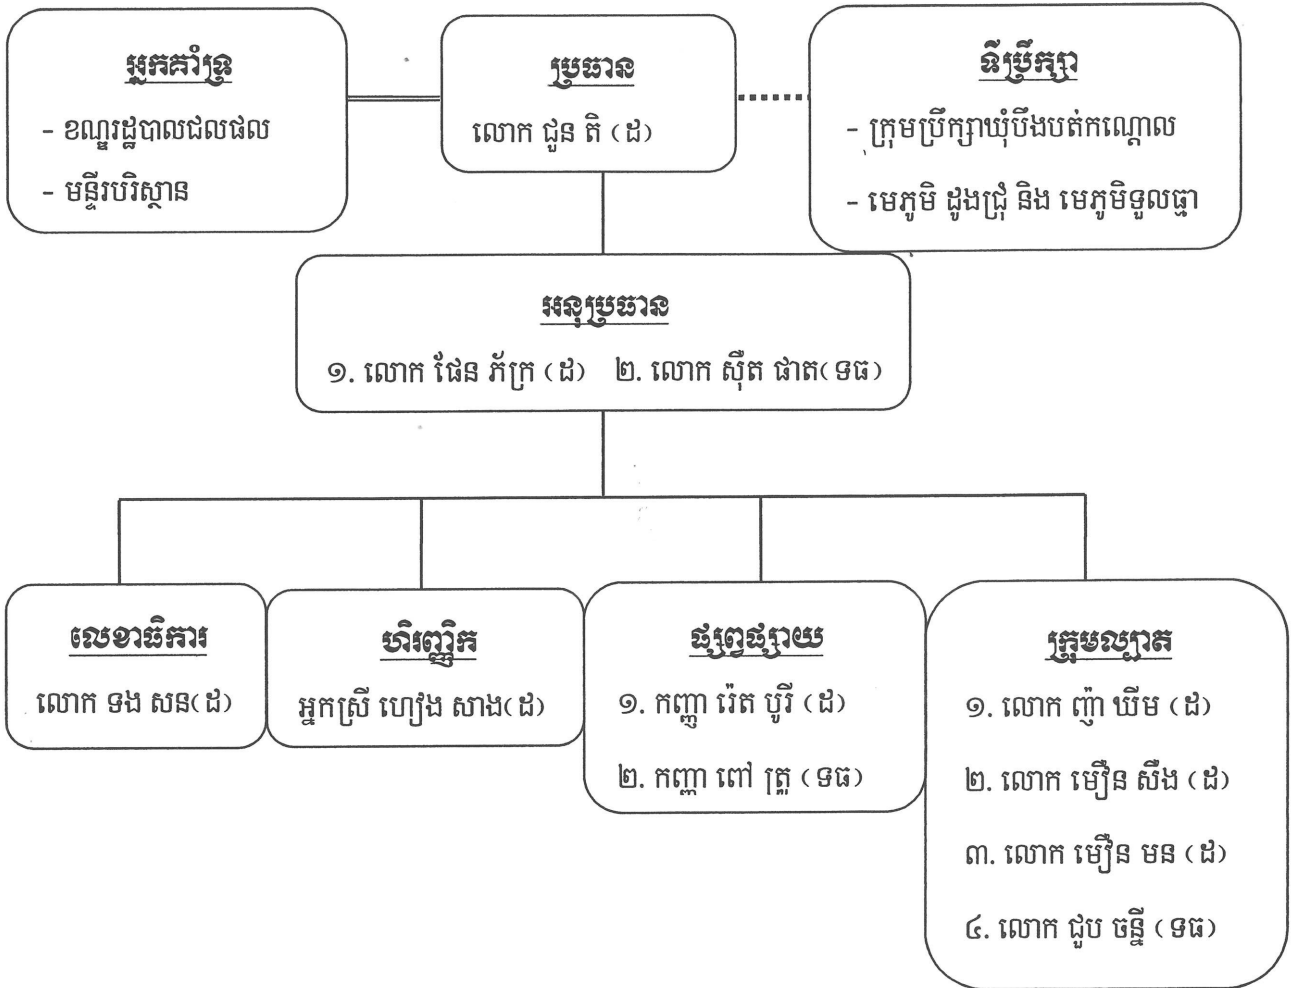 អ្នកគាំទ្រ
- ខណ្ឌរដ្ឋបាលជលផល
- មន្ទីរបរិស្ថាន
ប្រធាន
លោក ជួន តិ (ដ)
ទីប្រឹក្សា
- ក្រុមប្រឹក្សាឃុំបឹងបត់កណ្ដោល
- មេភូមិ ដូងជ្រុំ និង មេភូមិទួលធ្មា
អនុប្រធាន
១. លោក ផែន ភ័ក្រ (ដ) ២. លោក ស៊ឹត ផាត(ទធ)
លេខាធិការ
លោក ទង សន(ដ)
ហិរញ្ញិក
អ្នកស្រី ហៀង សាង(ដ)
ផ្សព្វផ្សាយ
១. កញ្ញា រ៉េត បូរី (ដ)
២. កញ្ញា ពៅ ត្រូ (ទធ)
ក្រុមល្បាត
១. លោក ញ៉ា ឃីម (ដ)
២. លោក មឿន សឹង (ដ)
៣. លោក មឿន មន (ដ)
៤. លោក ជួប ចន្នី (ទធ)